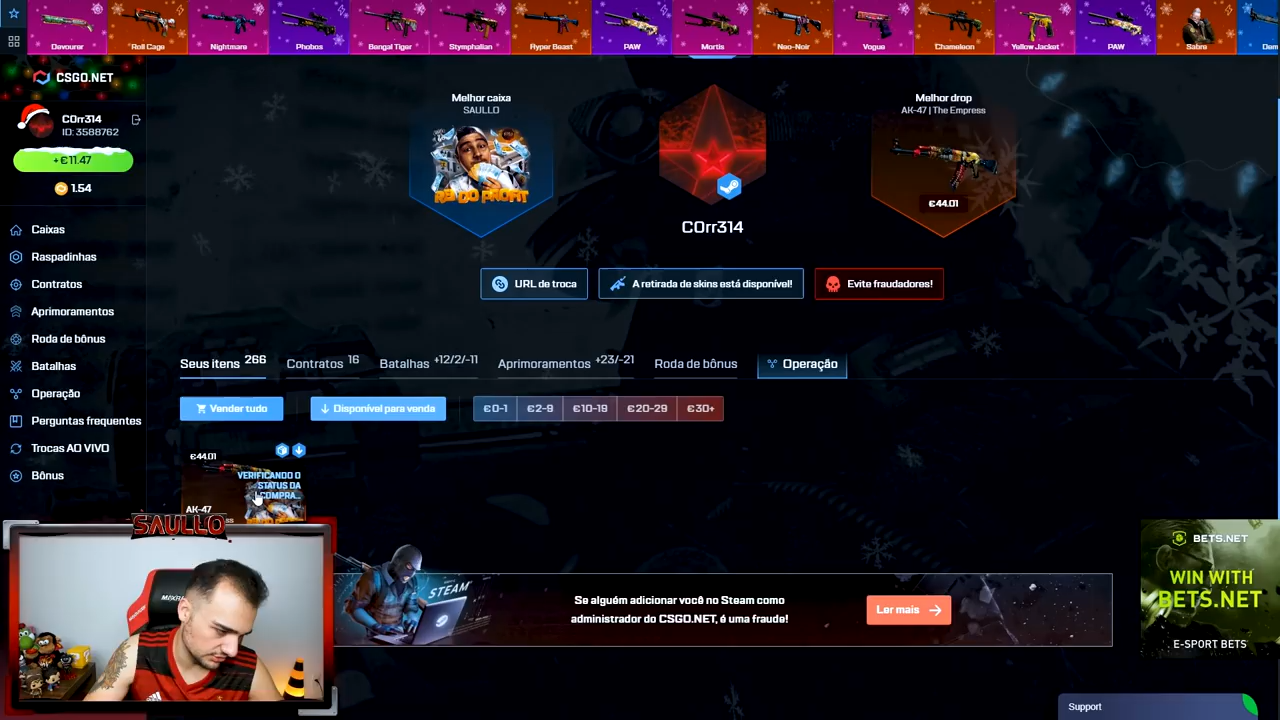 Devourer
Roll Cage
Nightmare
Phobos
Bengal Tiger
Stymphalian
Hyper Beast
PAW
Mortis
Neo-Noir
Vogue
Chameleon
Yellow Jacket
PAW
Sabre
CSGO.NET
COrr314
ID: 3588762
+€11.47
1.54
Caixas
Raspadinhas
Contratos
Aprimoramentos
Roda de bônus
Batalhas
Operação
Perguntas frequentes
Trocas AO VIVO
Bônus
Melhor caixa
SAULLO
REI DO PROFIT
COrr314
Melhor drop
AK-47 | The Empress
€44.01
URL de troca
A retirada de skins está disponível!
Evite fraudadores!
Seus itens 266
Contratos 16
Batalhas +12/2/-11
Aprimoramentos +23/-21
Roda de bônus
Operação
Vender tudo
Disponível para venda
€0-1
€2-9
€10-19
€20-29
€30+
€44.01
VERIFICANDO O
STATUS DA
COMPRA...
AK-47
SAULLO
STEAM
Se alguém adicionar você no Steam como
administrador do CSGO.NET, é uma fraude!
Ler mais
BETS.NET
WIN WITH
BETS.NET
E-SPORT BETS
Support